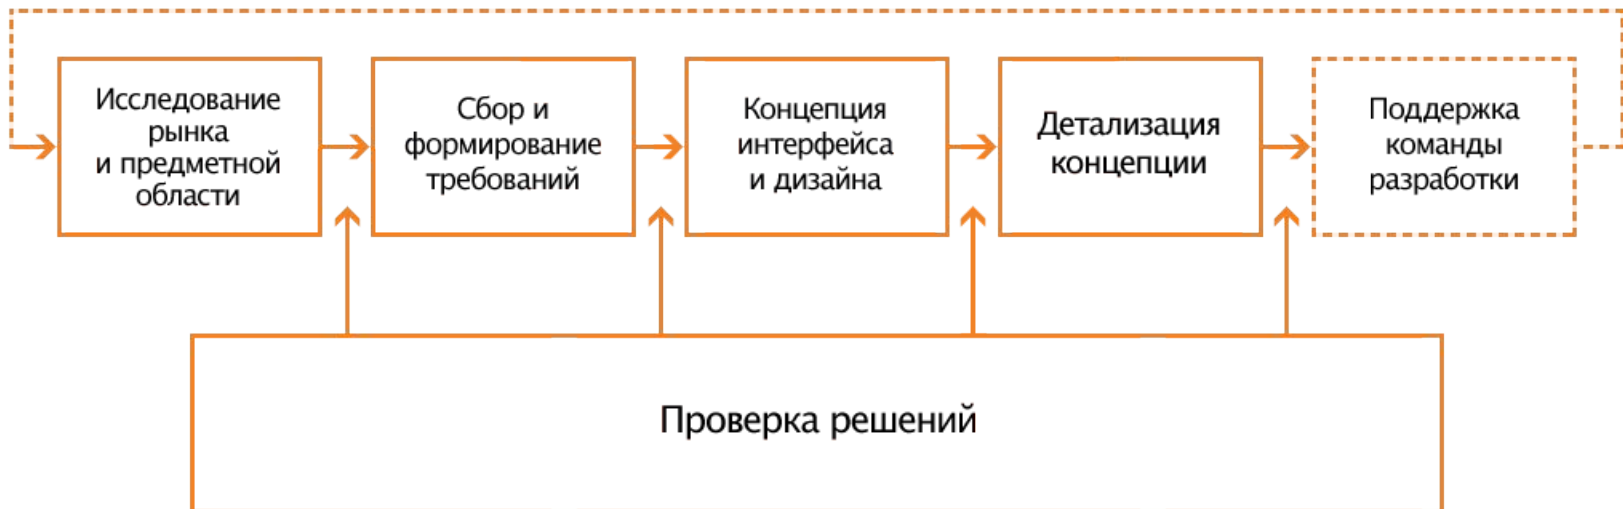 Исследование
рынка
и предметной
области
Сбор и
формирование
требований
Концепция
интерфейса
и дизайна
Детализация
концепции
Поддержка
команды
разработки
Проверка решений